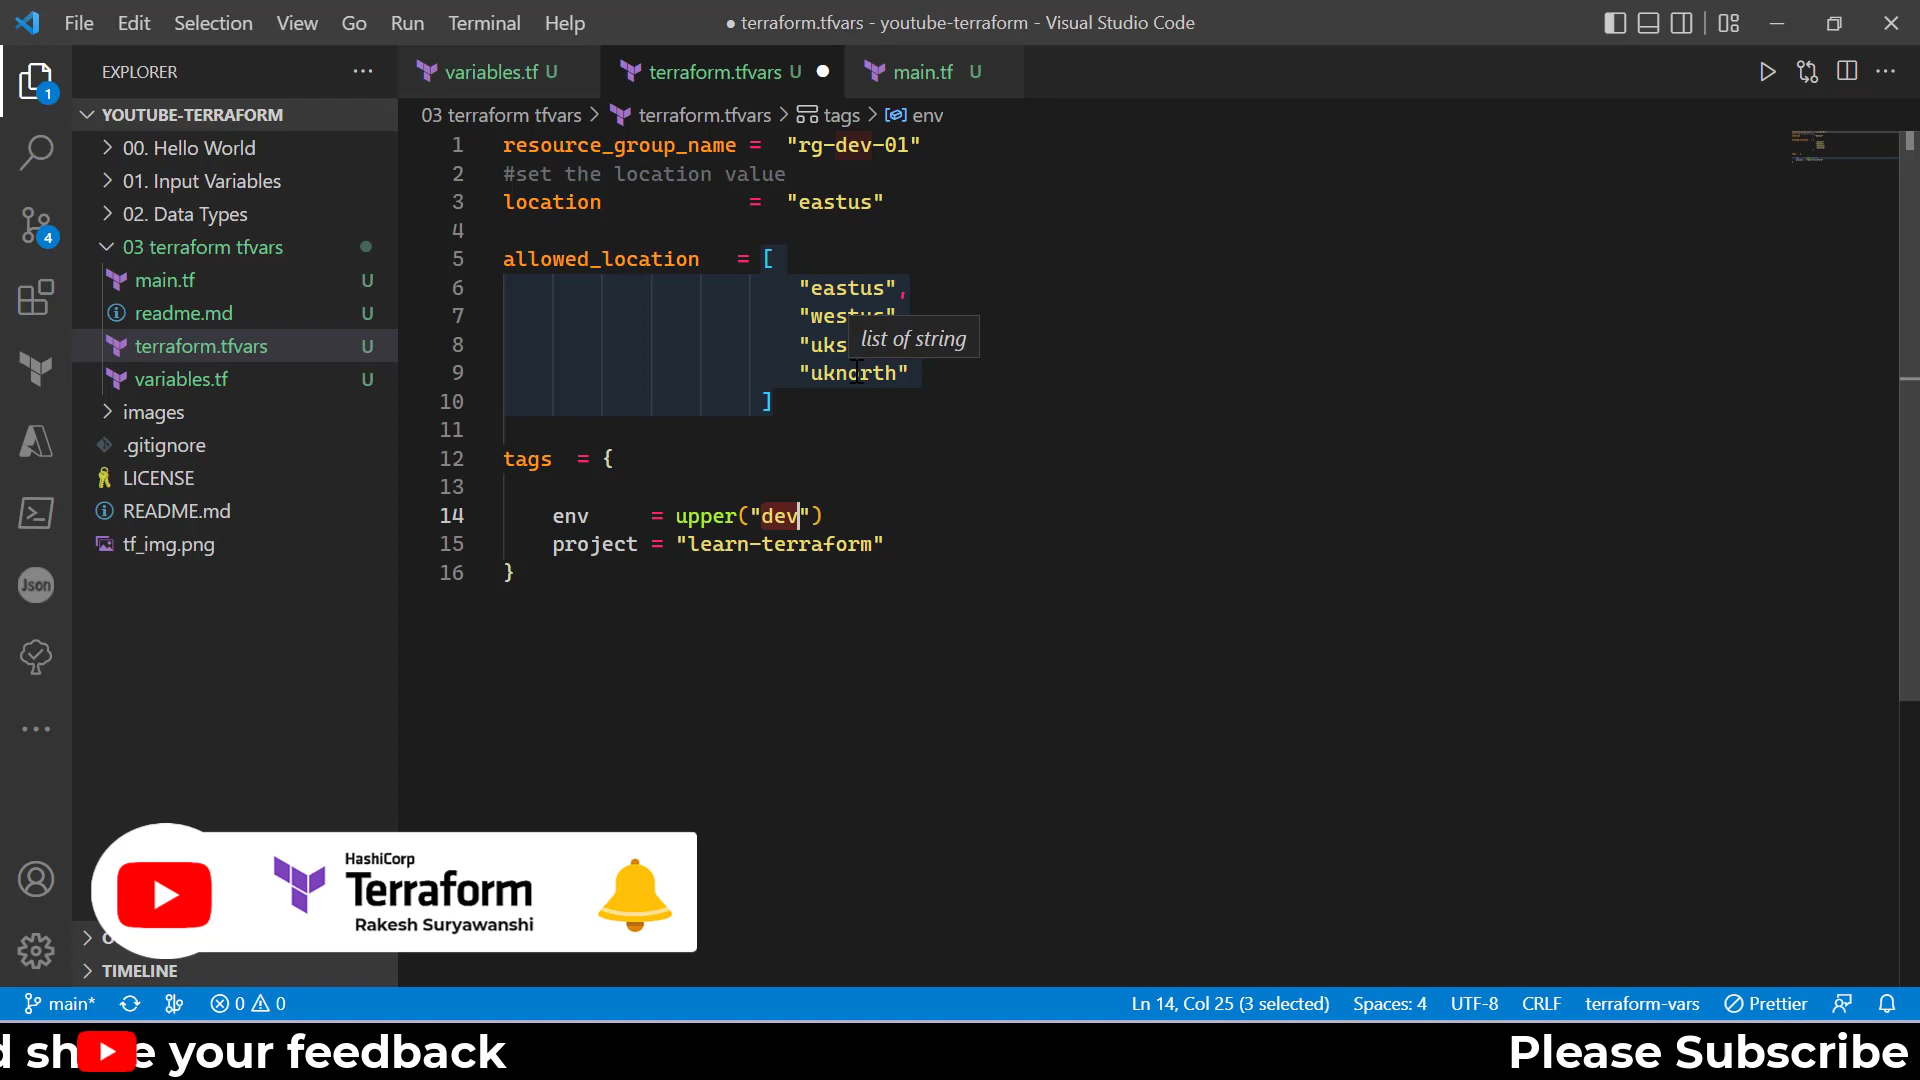 File Edit Selection View Go Run Terminal Help
● terraform.tfvars - youtube-terraform - Visual Studio Code
EXPLORER
variables.tf U
terraform.tfvars U
main.tf U
YOUTUBE-TERRAFORM
00. Hello World
01. Input Variables
02. Data Types
03 terraform tfvars
main.tf U
readme.md U
terraform.tfvars U
variables.tf U
images
.gitignore
LICENSE
README.md
tf_img.png
TIMELINE
1
4
Json
03 terraform tfvars > terraform.tfvars > tags > env
1 resource_group_name = "rg-dev-01"
2 #set the location value
3 location = "eastus"
4
5 allowed_location = [
6 "eastus",
7 "westus"
8 "uks
9 "uknorth"
10 ]
11
12 tags = {
13
14 env = upper("dev")
15 project = "learn-terraform"
16 }
list of string
HashiCorp
Terraform
Rakesh Suryawanshi
main* 0 0
Ln 14, Col 25 (3 selected) Spaces: 4 UTF-8 CRLF terraform-vars Prettier
your feedback
Please Subscribe